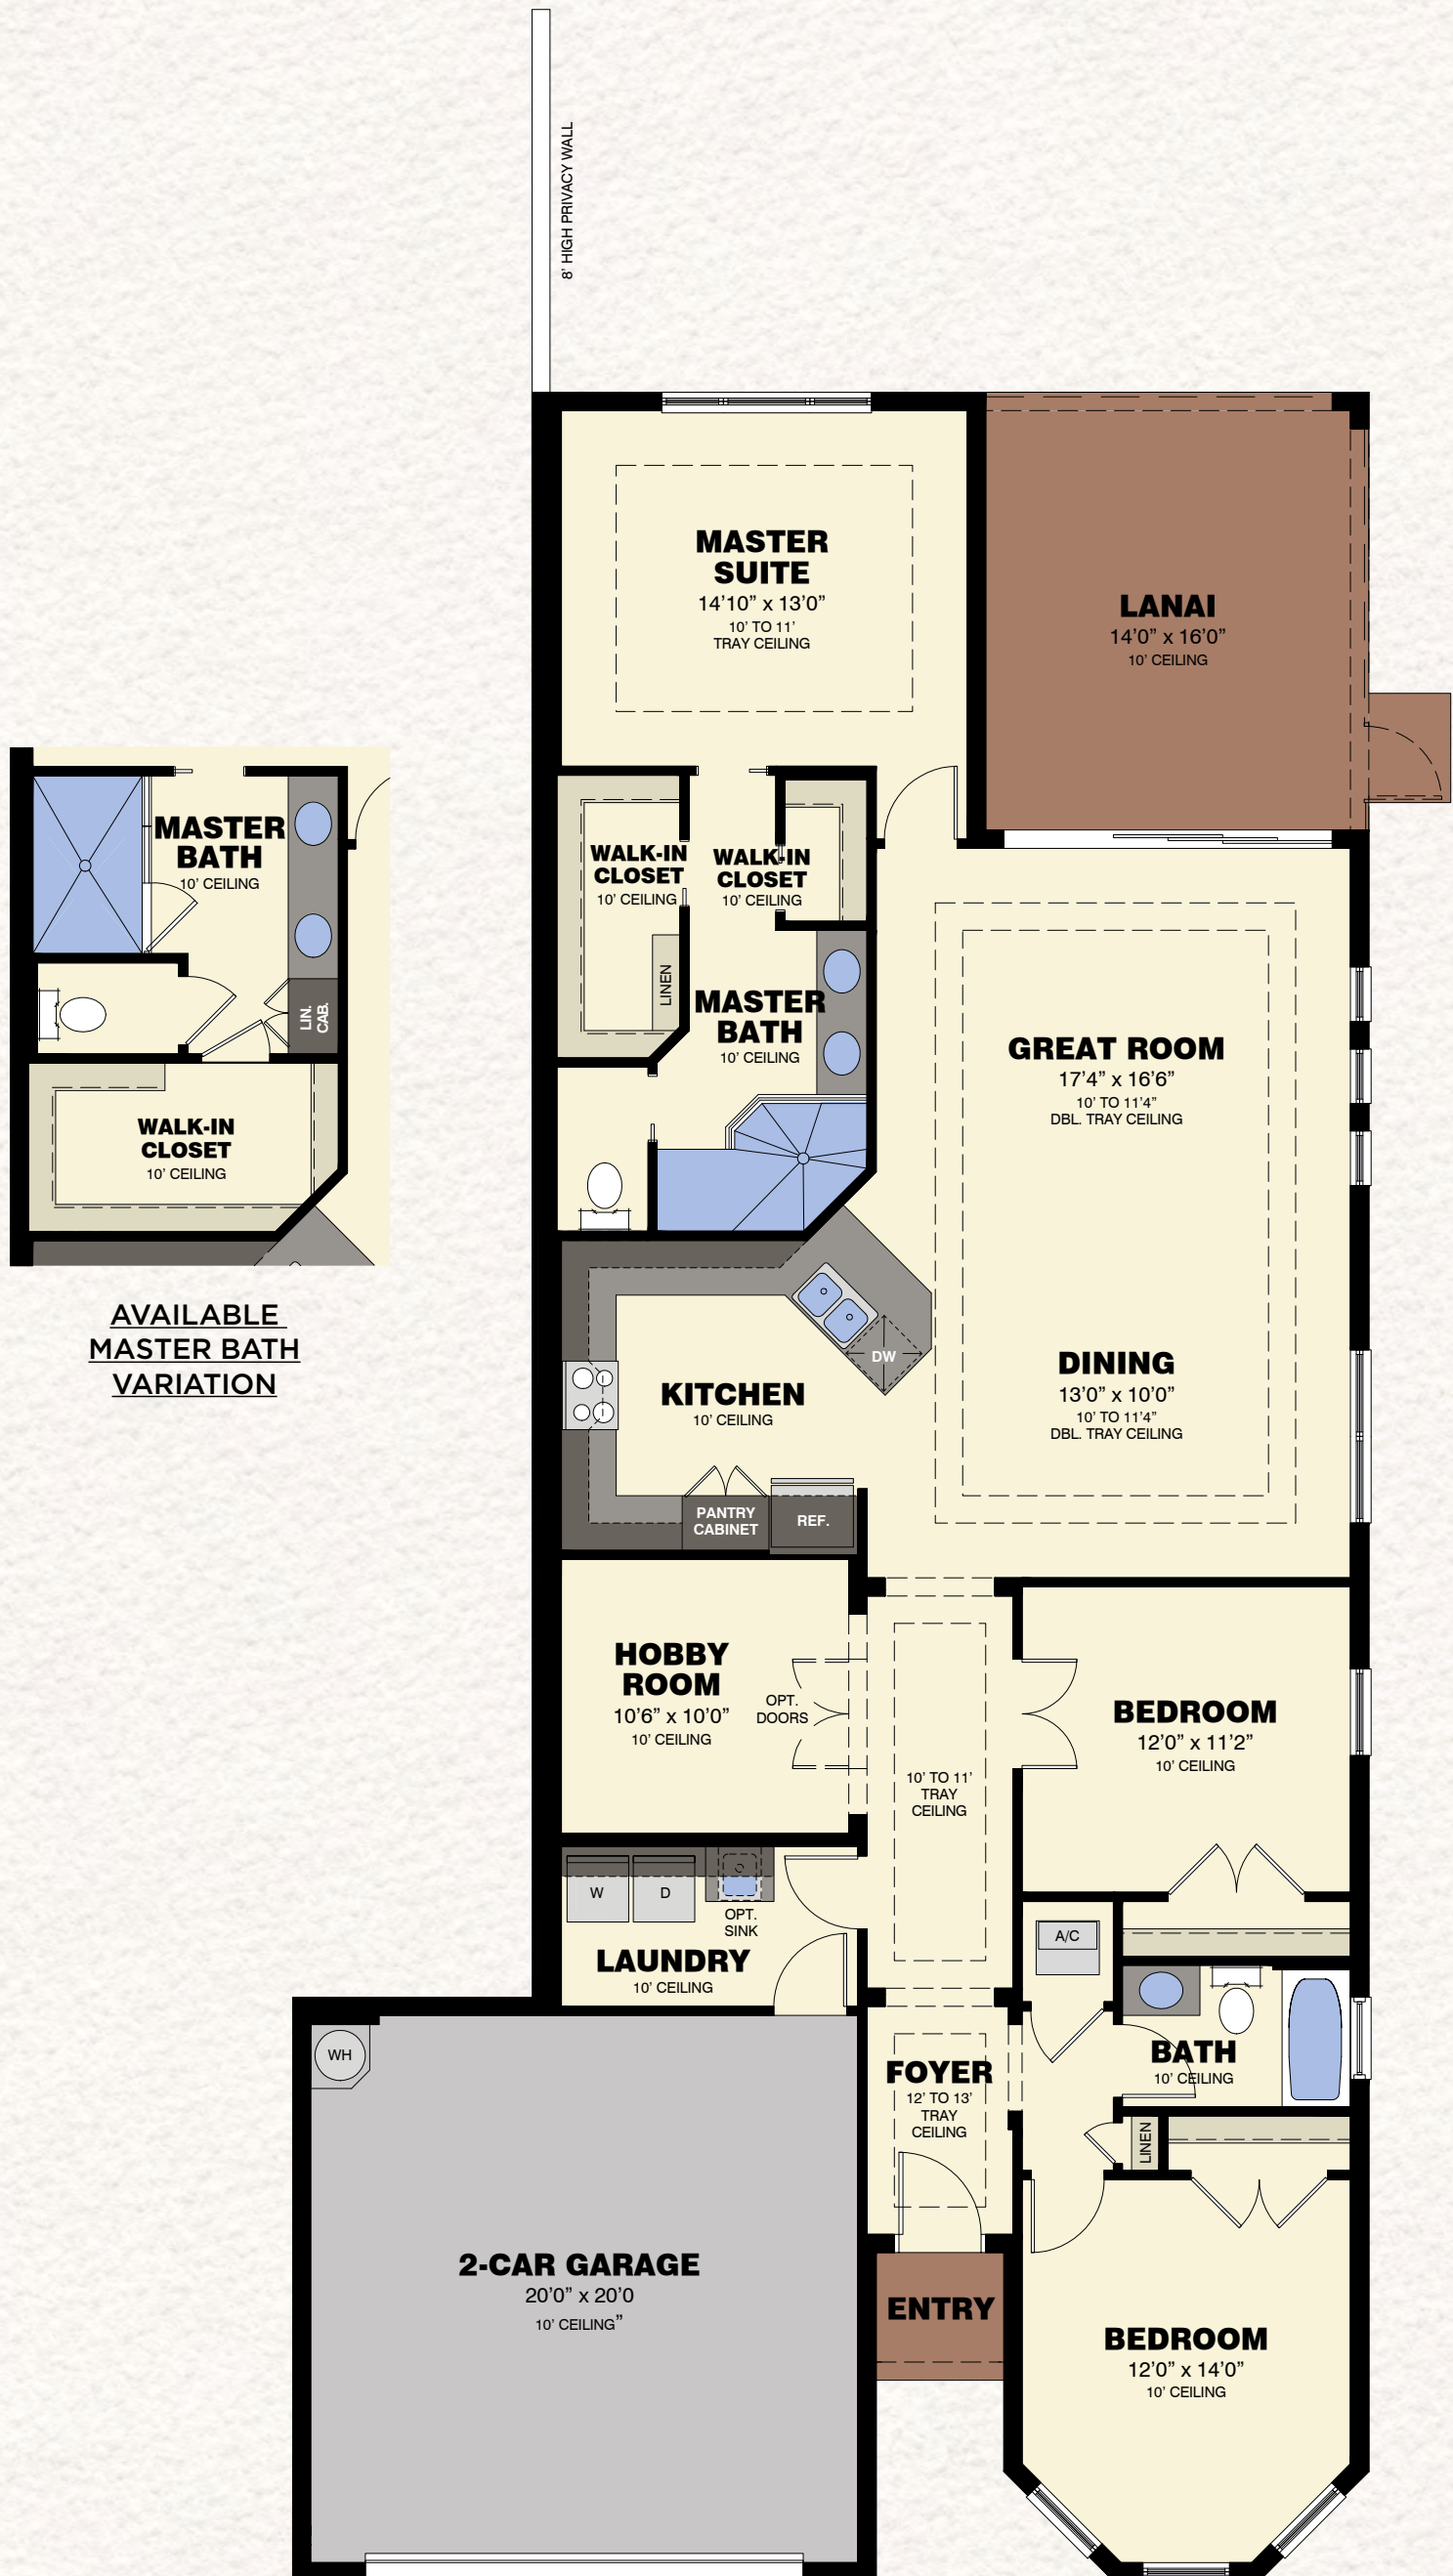 8’ HIGH PRIVACY WALL
MASTER
SUITE
14’10” x 13’0”
10’ TO 11’
TRAY CEILING
LANAI
14’0” x 16’0”
10’ CEILING
MASTER
BATH
10’ CEILING
LIN.
CAB.
WALK-IN
CLOSET
10’ CEILING
AVAILABLE
MASTER BATH
VARIATION
WALK-IN
CLOSET
10’ CEILING
WALK-IN
CLOSET
10’ CEILING
LINEN
MASTER
BATH
10’ CEILING
GREAT ROOM
17’4” x 16’6”
10’ TO 11’4”
DBL. TRAY CEILING
DW
KITCHEN
10’ CEILING
DINING
13’0” x 10’0”
10’ TO 11’4”
DBL. TRAY CEILING
PANTRY
CABINET
REF.
HOBBY
ROOM
10’6” x 10’0”
10’ CEILING
OPT.
DOORS
10’ TO 11’
TRAY
CEILING
BEDROOM
12’0” x 11’2”
10’ CEILING
W
D
OPT.
SINK
LAUNDRY
10’ CEILING
A/C
WH
FOYER
12’ TO 13’
TRAY
CEILING
BATH
10’ CEILING
LINEN
2-CAR GARAGE
20’0” x 20’0
10’ CEILING”
ENTRY
BEDROOM
12’0” x 14’0”
10’ CEILING